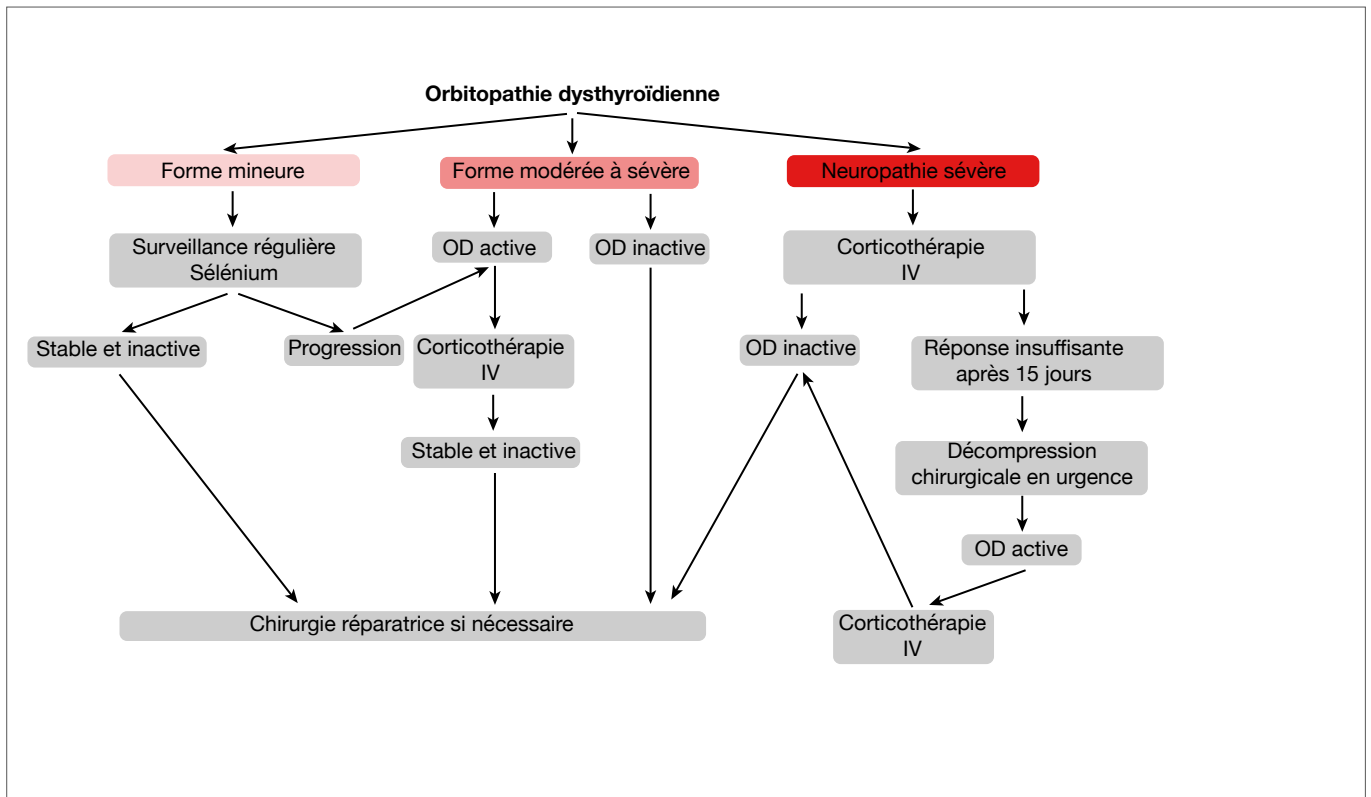 Orbitopathie dysthyroïdienne
Forme mineure
Forme modérée à sévère
Neuropathie sévère
Surveillance régulière
Sélénium
OD active
OD inactive
Corticothérapie
IV
Stable et inactive
Progression
Corticothérapie
IV
OD inactive
Réponse insuffisante
après 15 jours
Stable et inactive
Décompression
chirurgicale en urgence
OD active
Chirurgie réparatrice si nécessaire
Corticothérapie
IV